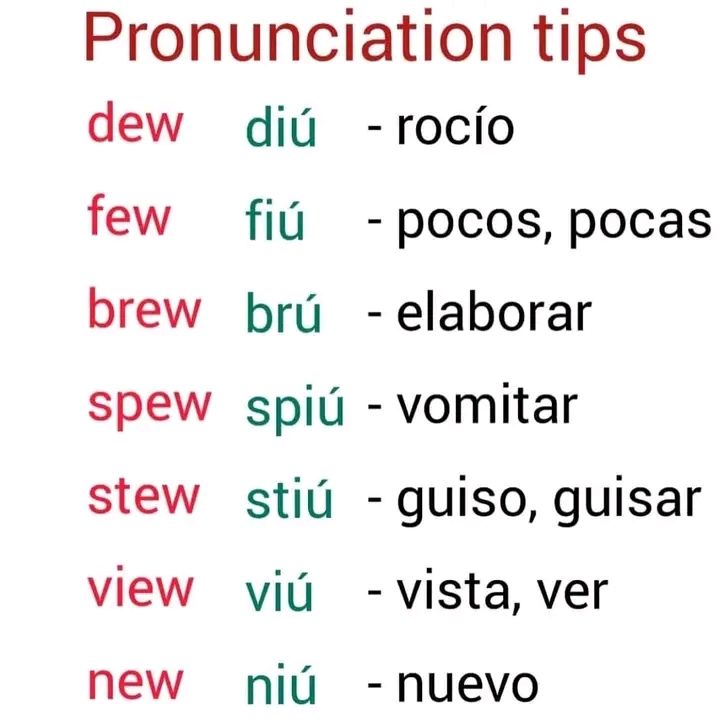 Pronunciation tips
dew diú - rocío
few fiú - pocos, pocas
brew brú - elaborar
spew spiú - vomitar
stew stiú - guiso, guisar
view viú - vista, ver
new niú - nuevo